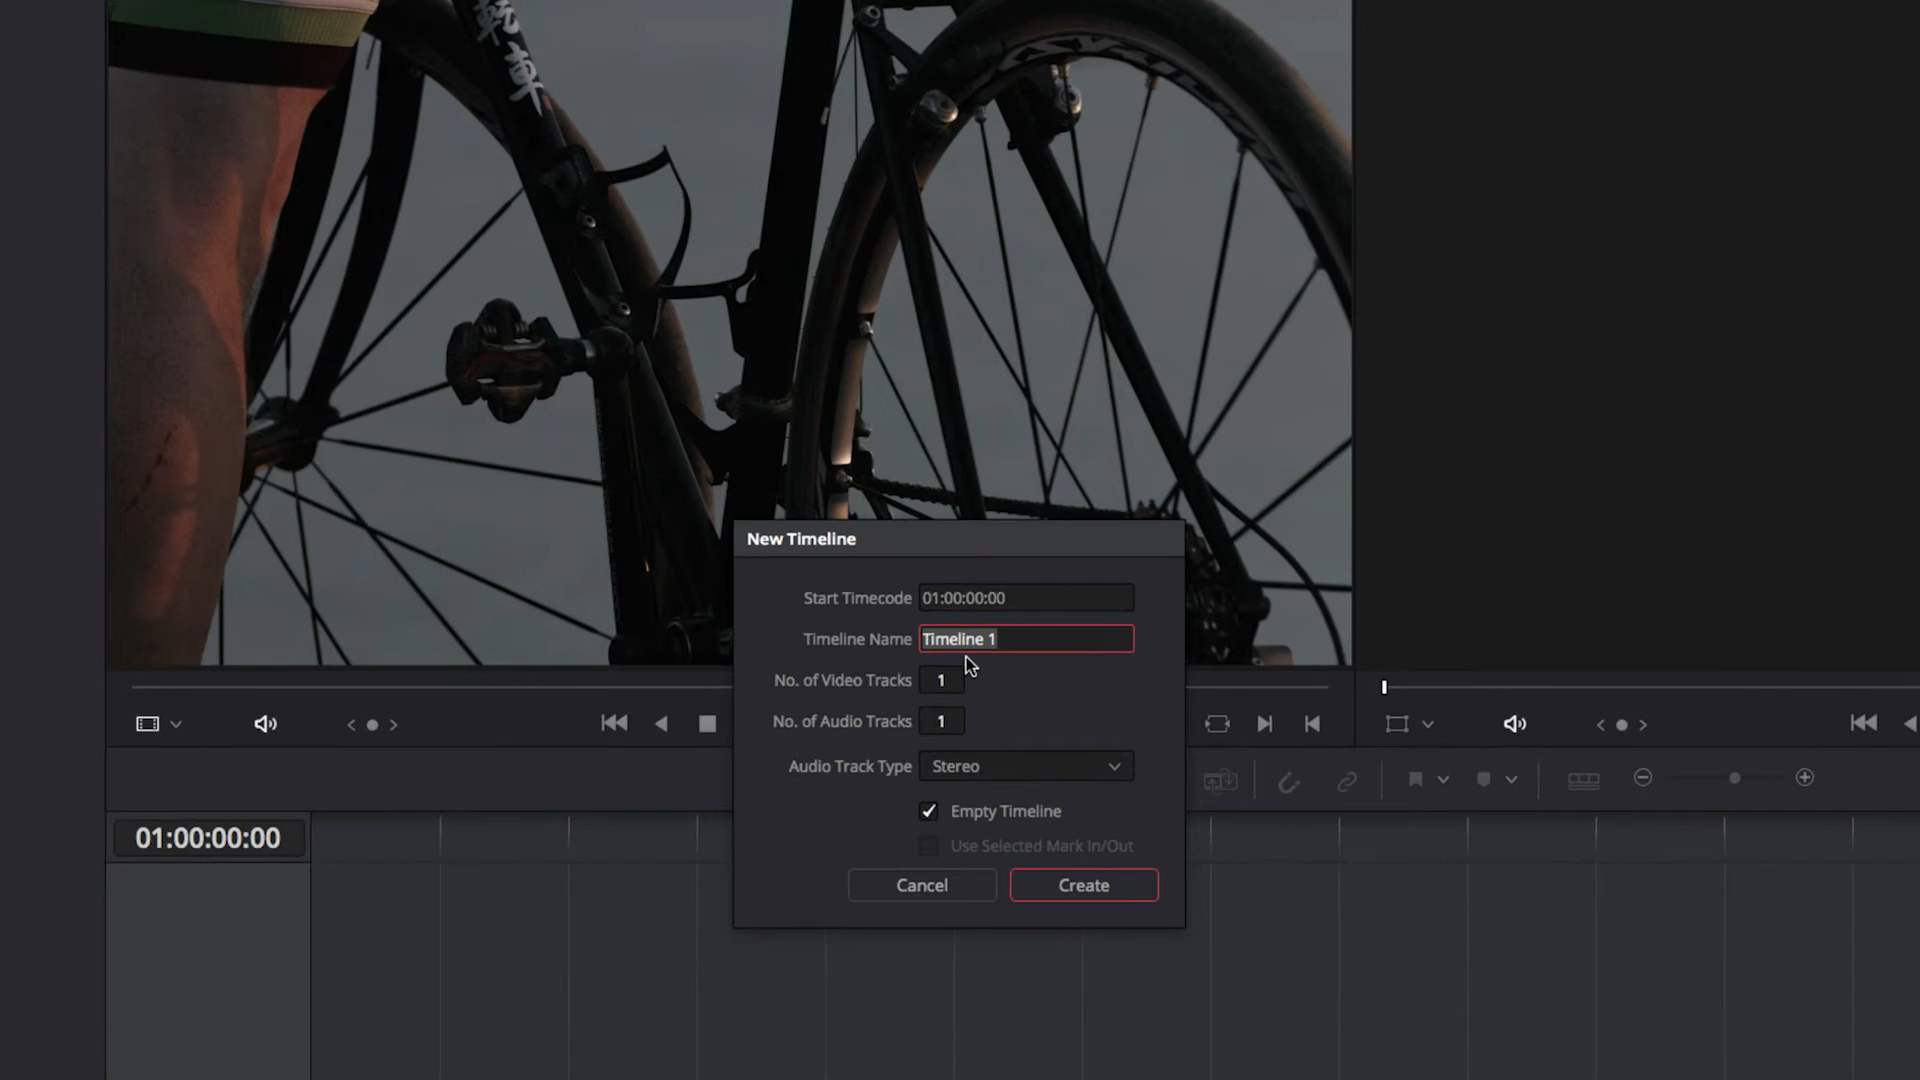 転車
New Timeline
Start Timecode 01:00:00:00
Timeline Name Timeline 1
No. of Video Tracks 1
No. of Audio Tracks 1
Audio Track Type Stereo
Empty Timeline
Use Selected Mark In/Out
Cancel Create
01:00:00:00